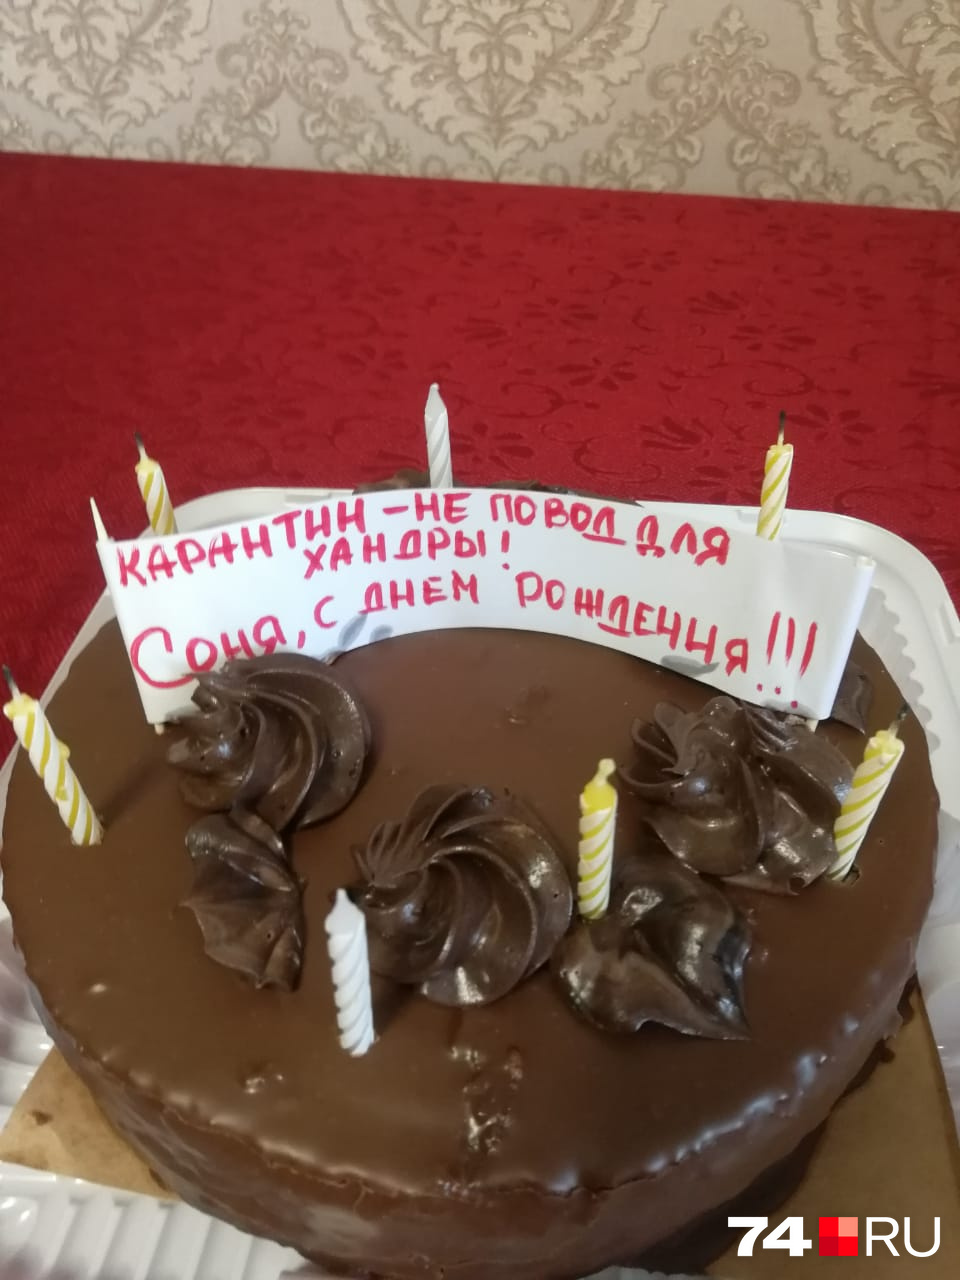 КАРАНТИН – НЕ ПОВОД ДЛЯ
ХАНДРЫ!
СОНЯ, С ДНЕМ РОЖДЕНИЯ!!!
74 RU